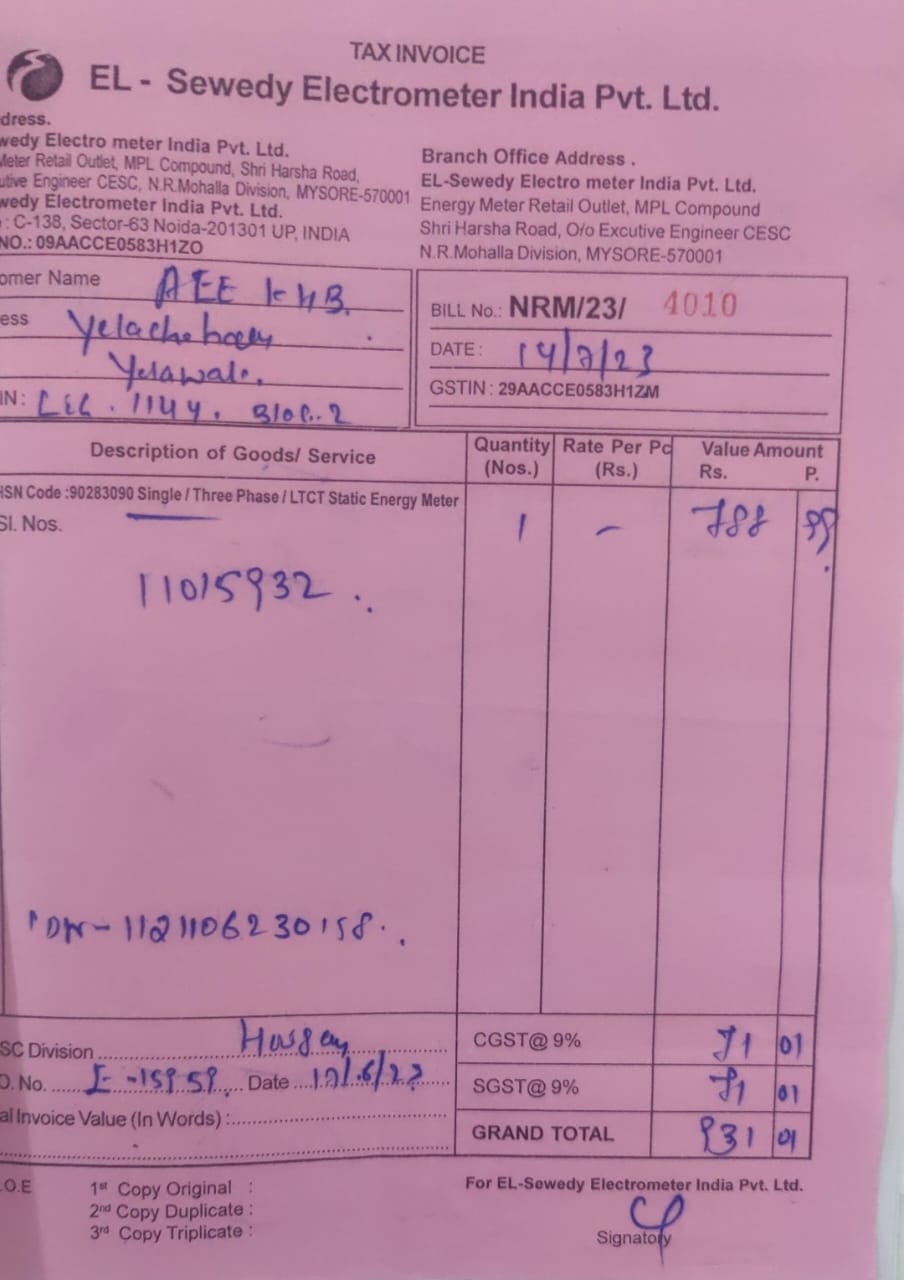 TAX INVOICE
EL - Sewedy Electrometer India Pvt. Ltd.
dress.
wedy Electro meter India Pvt. Ltd.
Meter Retail Outlet, MPL Compound, Shri Harsha Road,
utive Engineer CESC, N.R.Mohalla Division, MYSORE-570001
wedy Electrometer India Pvt. Ltd.
: C-138, Sector-63 Noida-201301 UP, INDIA
NO.: 09AACCE0583H1ZO
Branch Office Address .
EL-Sewedy Electro meter India Pvt. Ltd.
Energy Meter Retail Outlet, MPL Compound
Shri Harsha Road, O/o Excutive Engineer CESC
N.R.Mohalla Division, MYSORE-570001
omer Name AEE KHB.
ess
Yelawala.
IN: 1144.
BILL No.: NRM/23/ 4010
DATE : 14/7/23
GSTIN : 29AACCE0583H1ZM
Description of Goods/ Service Quantity (Nos.) Rate Per Pc (Rs.) Value Amount Rs. P.
HSN Code :90283090 Single / Three Phase / LTCT Static Energy Meter
Sl. Nos. 1 - 788 99
11015932
1121106230158
SC Division
O. No. Date
al Invoice Value (In Words) :
CGST@ 9% 71 01
SGST@ 9% 71 01
GRAND TOTAL 931 01
.O.E
1st Copy Original :
2nd Copy Duplicate :
3rd Copy Triplicate :
For EL-Sewedy Electrometer India Pvt. Ltd.
Signatory